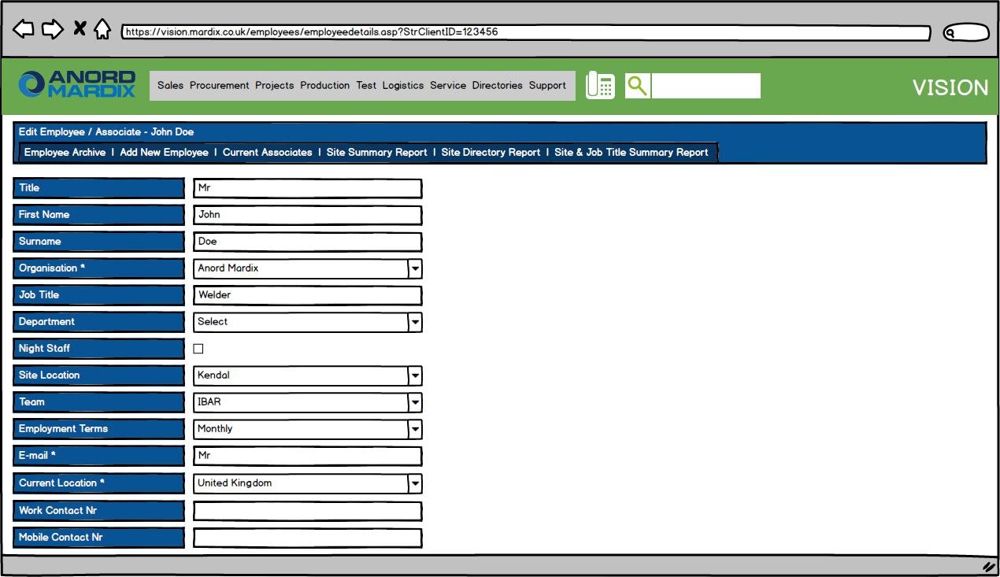 https://vision.mardix.co.uk/employees/employeedetails.asp?StrClientID=123456
ANORD
MARDIX
Sales Procurement Projects Production Test Logistics Service Directories Support
VISION
Edit Employee / Associate - John Doe
Employee Archive | Add New Employee | Current Associates | Site Summary Report | Site Directory Report | Site & Job Title Summary Report
Title Mr
First Name John
Surname Doe
Organisation * Anord Mardix
Job Title Welder
Department Select
Night Staff
Site Location Kendal
Team IBAR
Employment Terms Monthly
E-mail * Mr
Current Location * United Kingdom
Work Contact Nr
Mobile Contact Nr